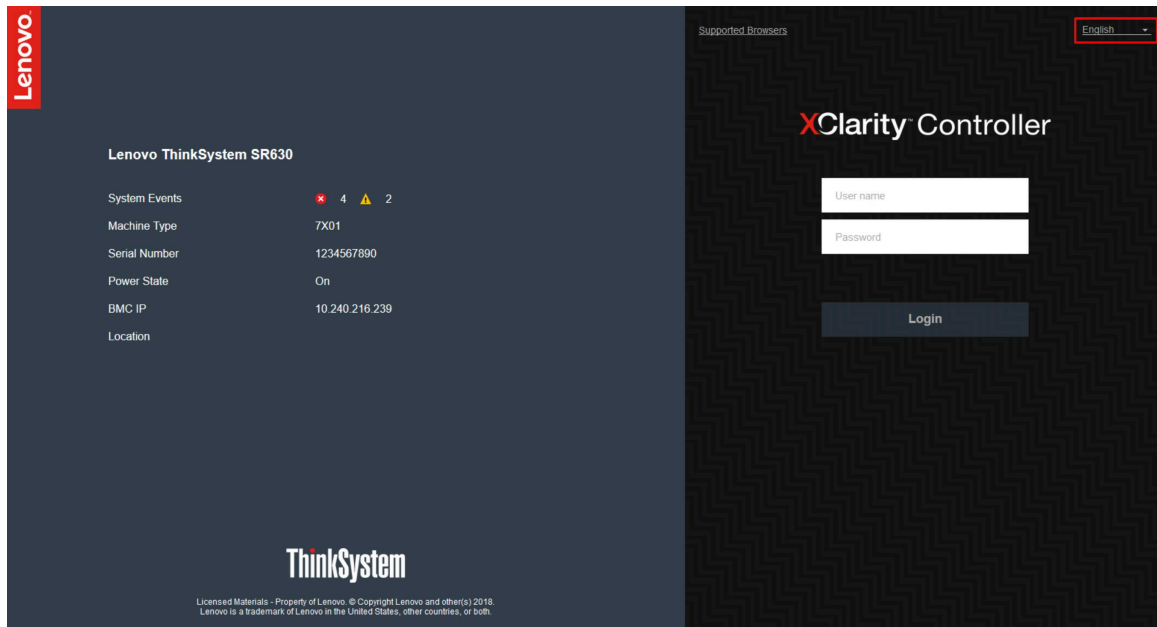 Lenovo.
Supported Browsers
English
XClarity™ Controller
Lenovo ThinkSystem SR630
System Events 4 2
Machine Type 7X01
Serial Number 1234567890
Power State On
BMC IP 10.240.216.239
Location
User name
Password
Login
ThinkSystem
Licensed Materials - Property of Lenovo. © Copyright Lenovo and other(s) 2018.
Lenovo is a trademark of Lenovo in the United States, other countries, or both.